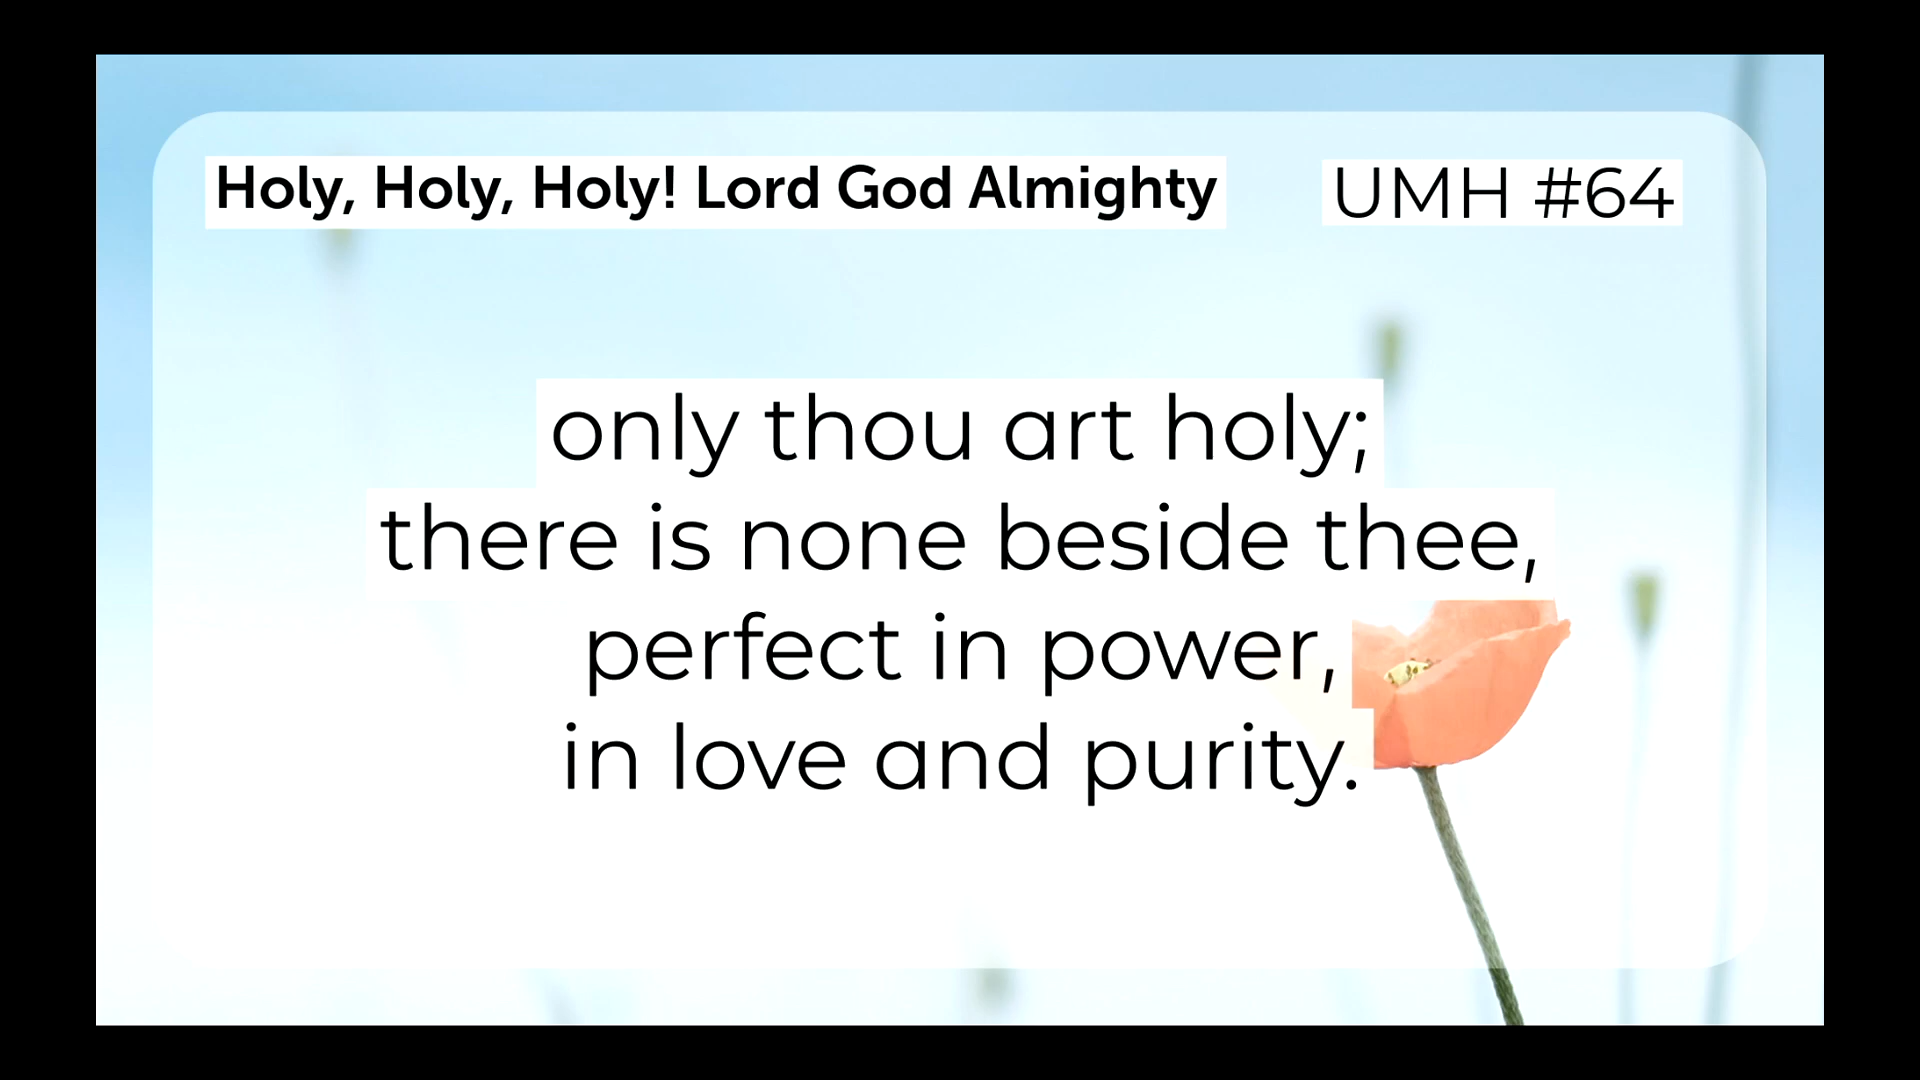 Holy, Holy, Holy! Lord God Almighty
UMH #64
only thou art holy;
there is none beside thee,
perfect in power,
in love and purity.